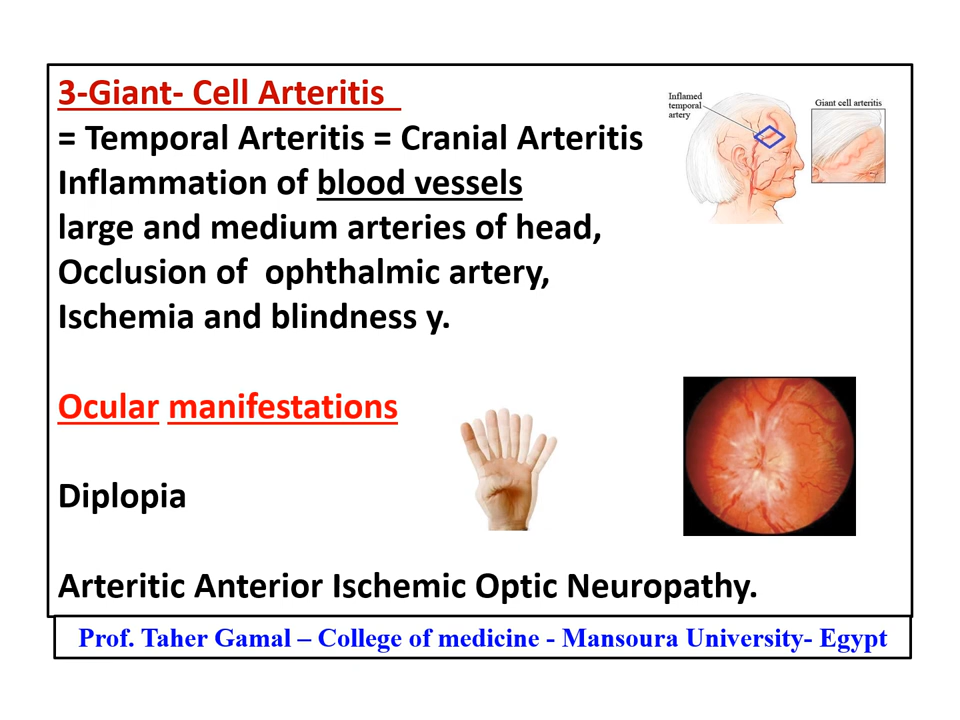 3-Giant- Cell Arteritis
= Temporal Arteritis = Cranial Arteritis
Inflammation of blood vessels
large and medium arteries of head,
Occlusion of ophthalmic artery,
Ischemia and blindness y.
Inflamed
temporal
artery
Giant cell arteritis
Ocular manifestations
Diplopia
Arteritic Anterior Ischemic Optic Neuropathy.
Prof. Taher Gamal – College of medicine - Mansoura University- Egypt